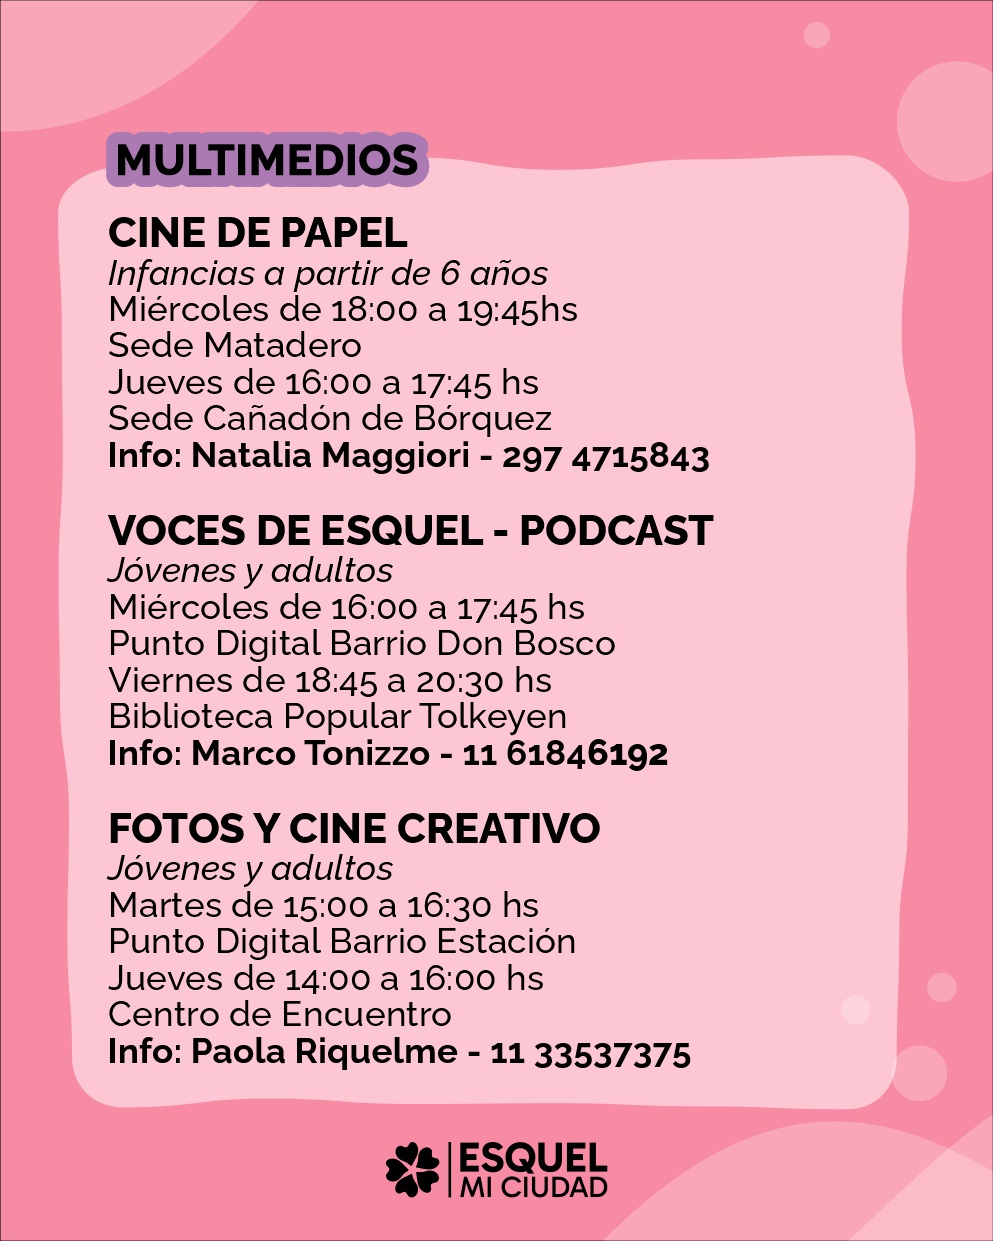 MULTIMEDIOS
CINE DE PAPEL
Infancias a partir de 6 años
Miércoles de 18:00 a 19:45hs
Sede Matadero
Jueves de 16:00 a 17:45 hs
Sede Cañadón de Bórquez
Info: Natalia Maggiori - 297 4715843
VOCES DE ESQUEL - PODCAST
Jóvenes y adultos
Miércoles de 16:00 a 17:45 hs
Punto Digital Barrio Don Bosco
Viernes de 18:45 a 20:30 hs
Biblioteca Popular Tolkeyen
Info: Marco Tonizzo - 11 61846192
FOTOS Y CINE CREATIVO
Jóvenes y adultos
Martes de 15:00 a 16:30 hs
Punto Digital Barrio Estación
Jueves de 14:00 a 16:00 hs
Centro de Encuentro
Info: Paola Riquelme - 11 33537375
ESQUEL
MI CIUDAD